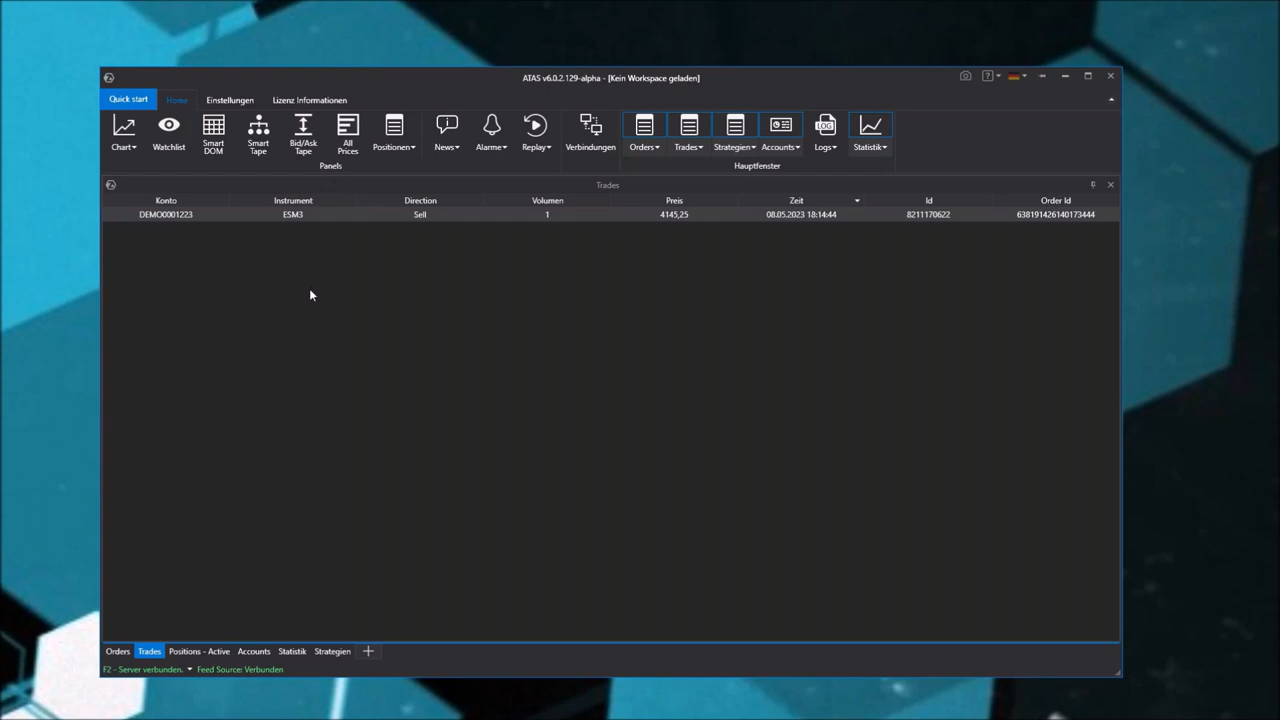 ATAS v6.0.2.129-alpha - [Kein Workspace geladen]
Quick start Home Einstellungen Lizenz Informationen
Chart Watchlist Smart DOM Smart Tape Bid/Ask Tape All Prices Positionen News Alarme Replay Verbindungen Orders Trades Strategien Accounts LOG Logs Statistik
Panels Hauptfenster
Trades
Konto Instrument Direction Volumen Preis Zeit Id Order Id
DEMO0001223 ESM3 Sell 1 4145,25 08.05.2023 18:14:44 8211170622 638191426140173444
Orders Trades Positions - Active Accounts Statistik Strategien
F2 - Server verbunden. Feed Source: Verbunden